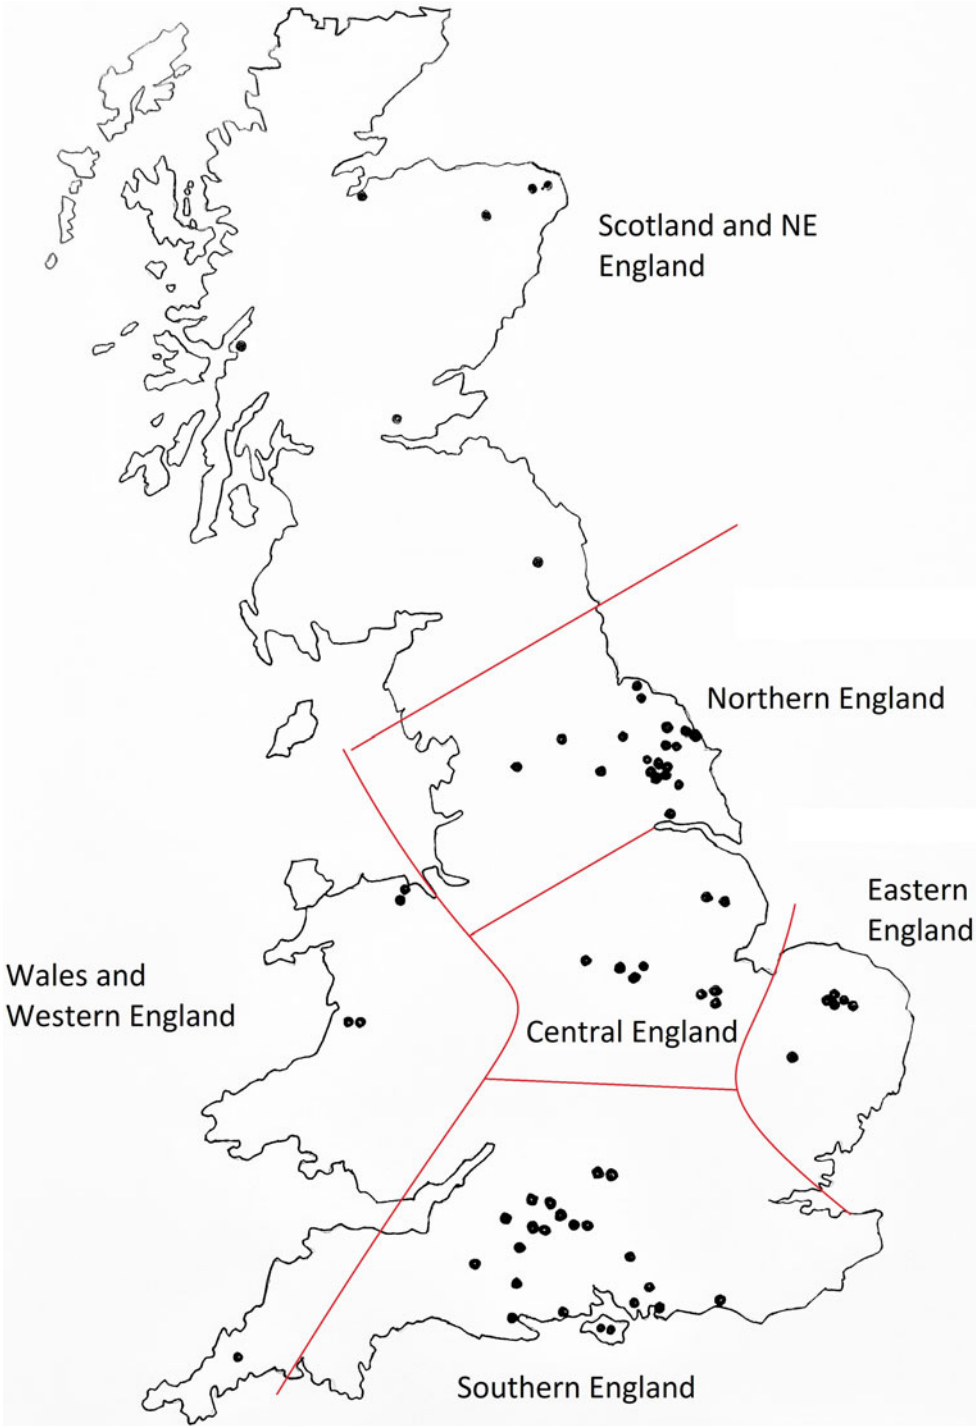 Scotland and NE
England
Northern England
Eastern
England
Wales and
Western England
Central England
Southern England